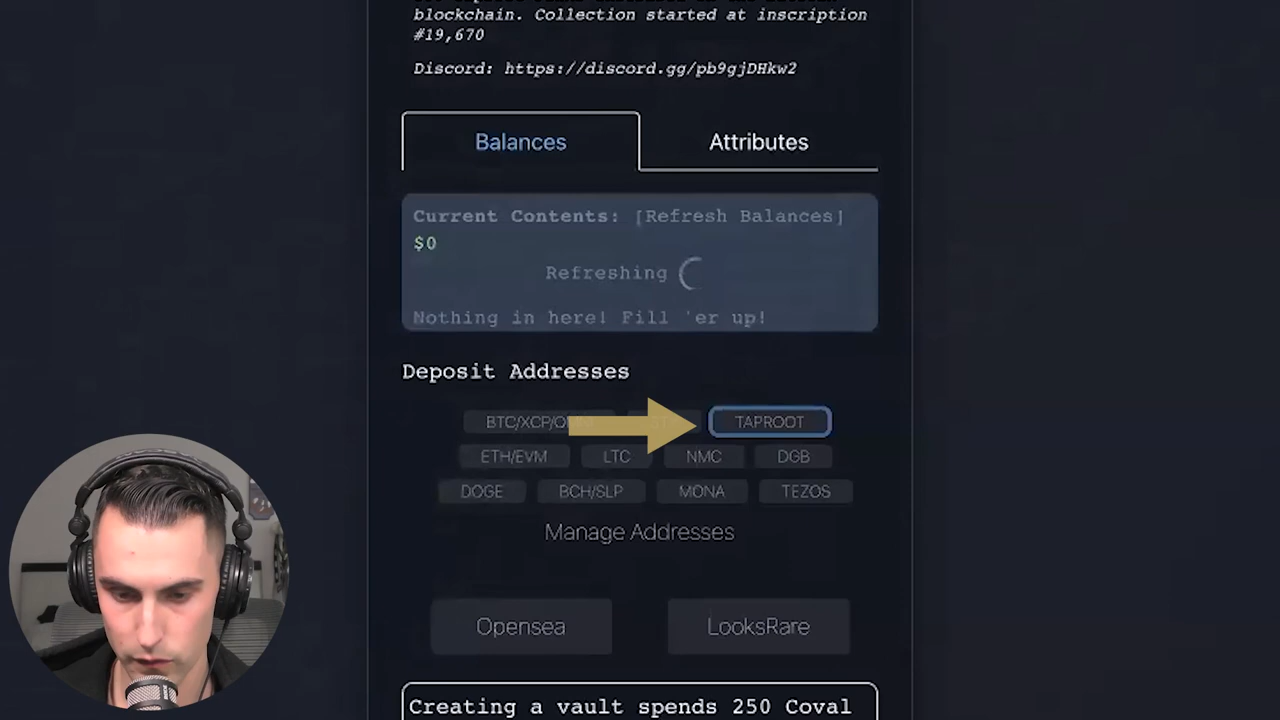 blockchain. Collection started at inscription
#19,670
Discord: https://discord.gg/pb9gjDHkw2
Balances
Attributes
Current Contents: [Refresh Balances]
$0
Refreshing
Nothing in here! Fill 'er up!
Deposit Addresses
TAPROOT
ETH/EVM
LTC
NMC
DGB
DOGE
BCH/SLP
MONA
TEZOS
Manage Addresses
Opensea
LooksRare
Creating a vault spends 250 Coval